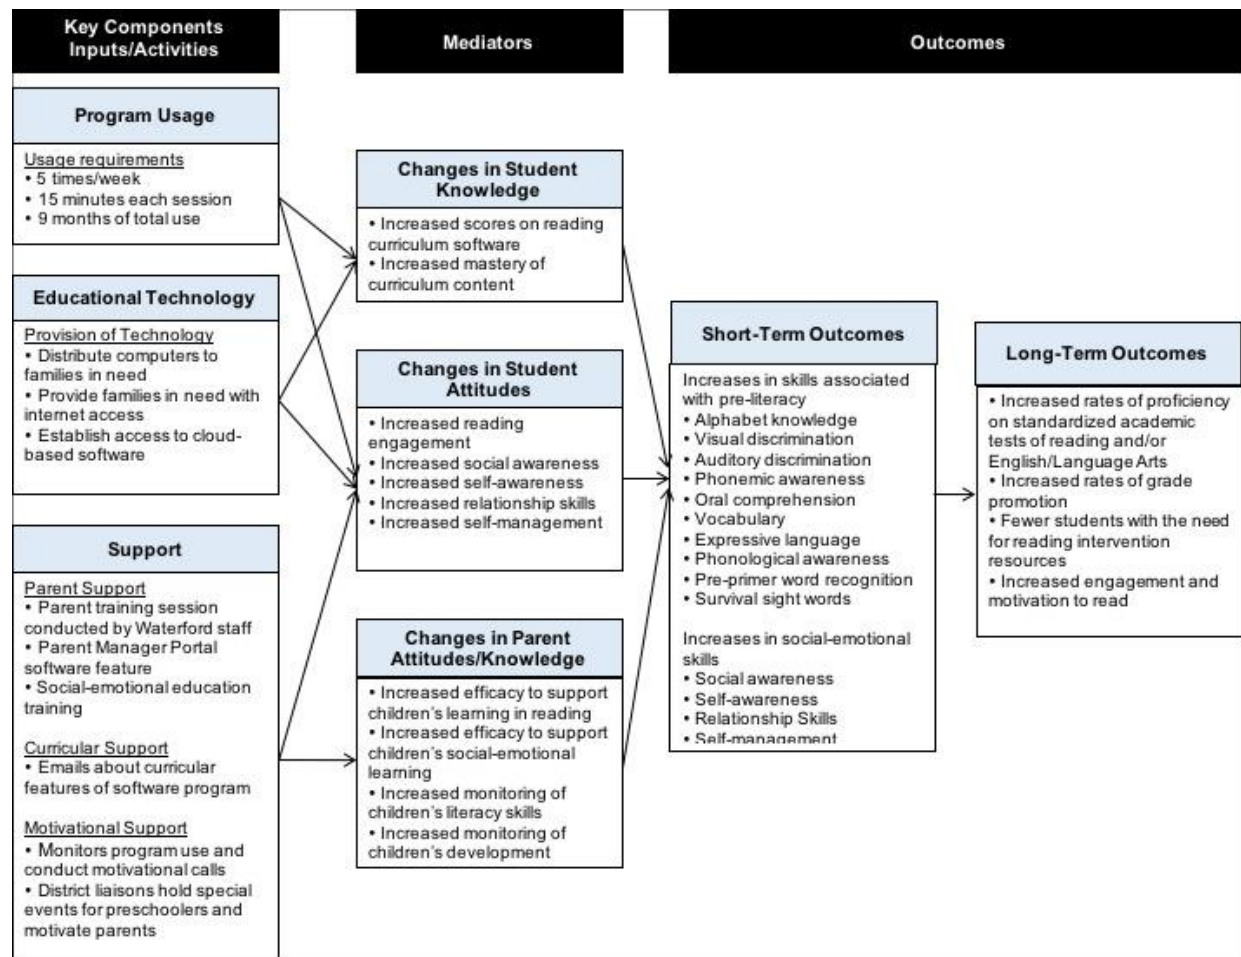 Key Components
Inputs/Activities
Mediators
Outcomes
Program Usage
Usage requirements
• 5 times/week
• 15 minutes each session
• 9 months of total use
Educational Technology
Provision of Technology
• Distribute computers to
families in need
• Provide families in need with
internet access
• Establish access to cloud-
based software
Support
Parent Support
• Parent training session
conducted by Waterford staff
• Parent Manager Portal
software feature
• Social-emotional education
training
Curricular Support
• Emails about curricular
features of software program
Motivational Support
• Monitors program use and
conduct motivational calls
• District liaisons hold special
events for preschoolers and
motivate parents
Changes in Student
Knowledge
• Increased scores on reading
curriculum software
• Increased mastery of
curriculum content
Changes in Student
Attitudes
• Increased reading
engagement
• Increased social awareness
• Increased self-awareness
• Increased relationship skills
• Increased self-management
Changes in Parent
Attitudes/Knowledge
• Increased efficacy to support
children's learning in reading
• Increased efficacy to support
children's social-emotional
learning
• Increased monitoring of
children's literacy skills
• Increased monitoring of
children's development
Short-Term Outcomes
Increases in skills associated
with pre-literacy
• Alphabet knowledge
• Visual discrimination
• Auditory discrimination
• Phonemic awareness
• Oral comprehension
• Vocabulary
• Expressive language
• Phonological awareness
• Pre-primer word recognition
• Survival sight words
Increases in social-emotional
skills
• Social awareness
• Self-awareness
• Relationship Skills
• Self-management
Long-Term Outcomes
• Increased rates of proficiency
on standardized academic
tests of reading and/or
English/Language Arts
• Increased rates of grade
promotion
• Fewer students with the need
for reading intervention
resources
• Increased engagement and
motivation to read